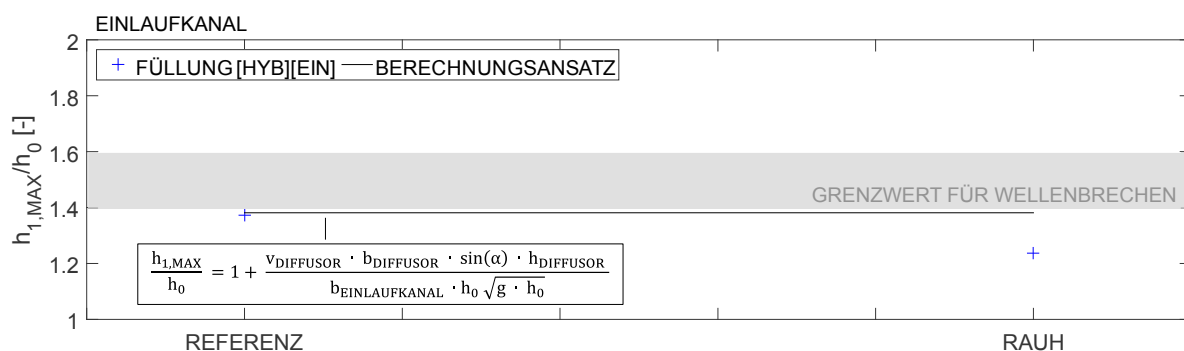 EINLAUFKANAL
2
+ FÜLLUNG [HYB][EIN] — BERECHNUNGSANSATZ
1.8
1.6
GRENZWERT FÜR WELLENBRECHEN
1.4
h1,MAX/h0 [-]
h1,MAX/h0 = 1 + (vDIFFUSOR · bDIFFUSOR · sin(α) · hDIFFUSOR)/(bEINLAUFKANAL · h0 √(g · h0))
1.2
1
REFERENZ RAUH